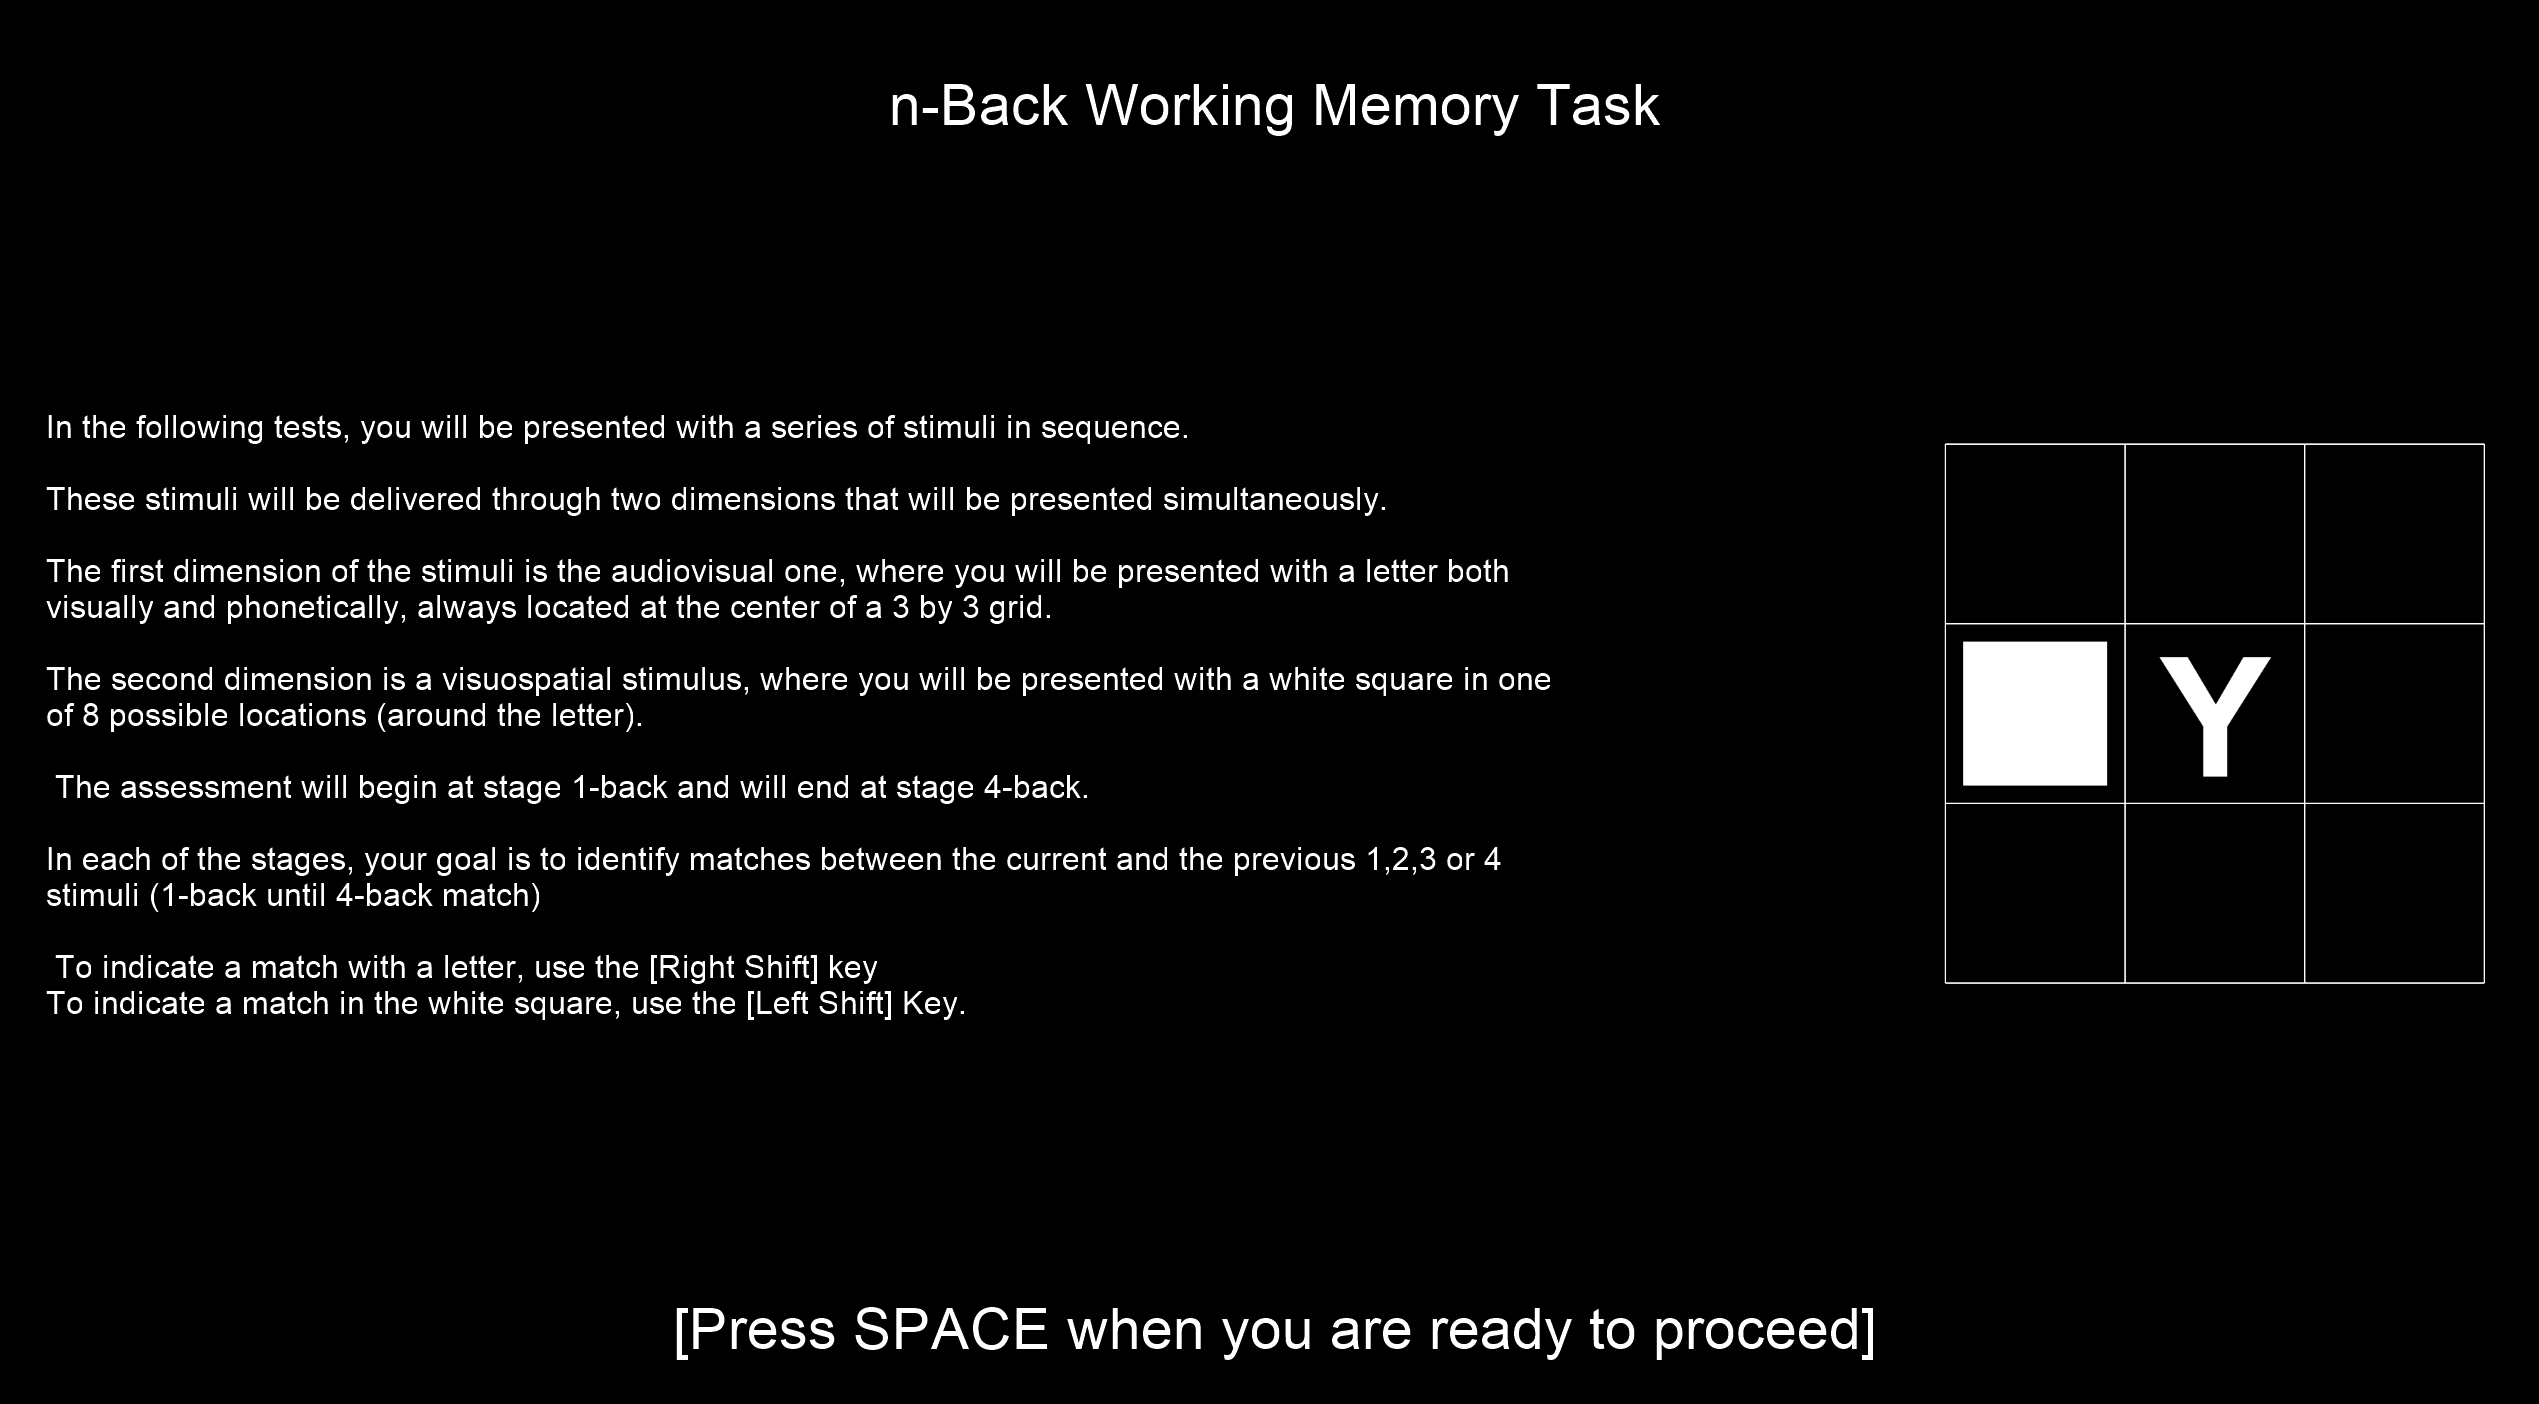 n-Back Working Memory Task
In the following tests, you will be presented with a series of stimuli in sequence.
These stimuli will be delivered through two dimensions that will be presented simultaneously.
The first dimension of the stimuli is the audiovisual one, where you will be presented with a letter both
visually and phonetically, always located at the center of a 3 by 3 grid.
The second dimension is a visuospatial stimulus, where you will be presented with a white square in one
of 8 possible locations (around the letter).
The assessment will begin at stage 1-back and will end at stage 4-back.
In each of the stages, your goal is to identify matches between the current and the previous 1,2,3 or 4
stimuli (1-back until 4-back match)
To indicate a match with a letter, use the [Right Shift] key
To indicate a match in the white square, use the [Left Shift] Key.
Y
[Press SPACE when you are ready to proceed]